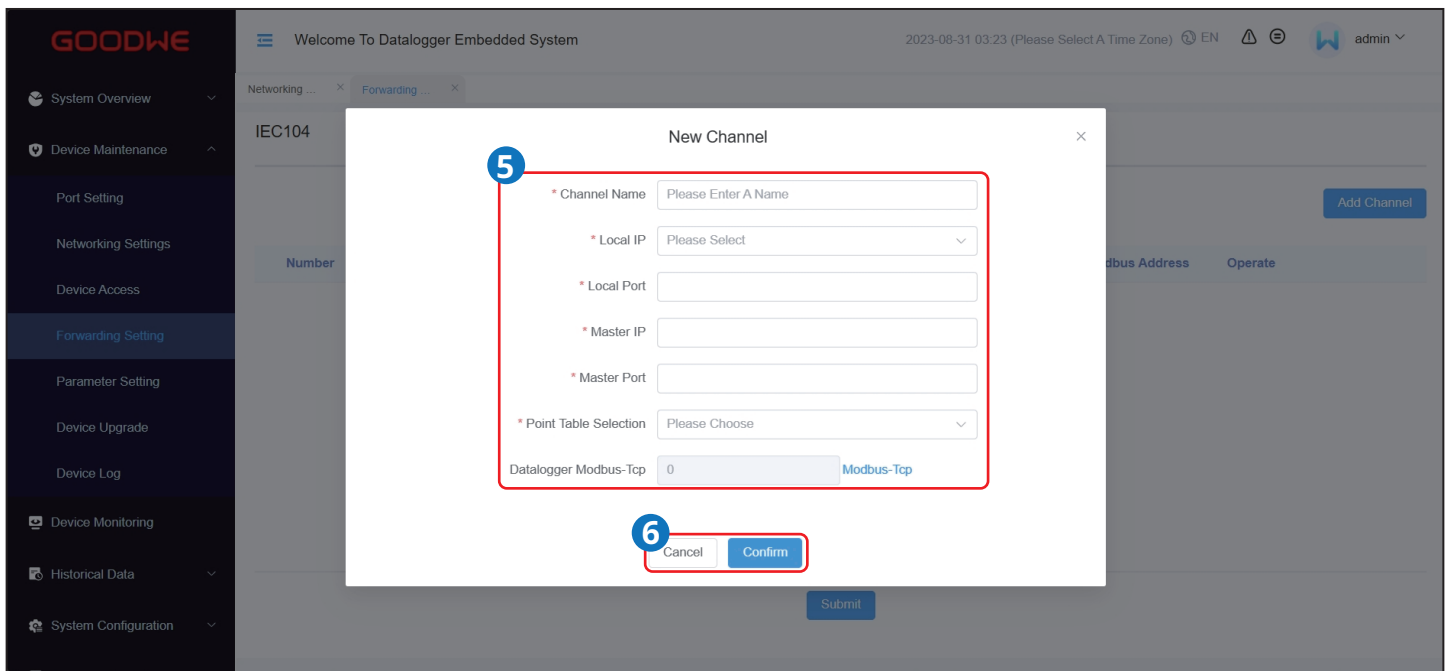 GOODWE
Welcome To Datalogger Embedded System
2023-08-31 03:23 (Please Select A Time Zone) EN
admin
System Overview
Device Maintenance
Port Setting
Networking Settings
Device Access
Forwarding Setting
Parameter Setting
Device Upgrade
Device Log
Device Monitoring
Historical Data
System Configuration
Networking ...
Forwarding ...
IEC104
Add Channel
Number
dbus Address
Operate
New Channel
5
* Channel Name Please Enter A Name
* Local IP Please Select
* Local Port
* Master IP
* Master Port
* Point Table Selection Please Choose
Datalogger Modbus-Tcp 0 Modbus-Tcp
6
Cancel Confirm
Submit